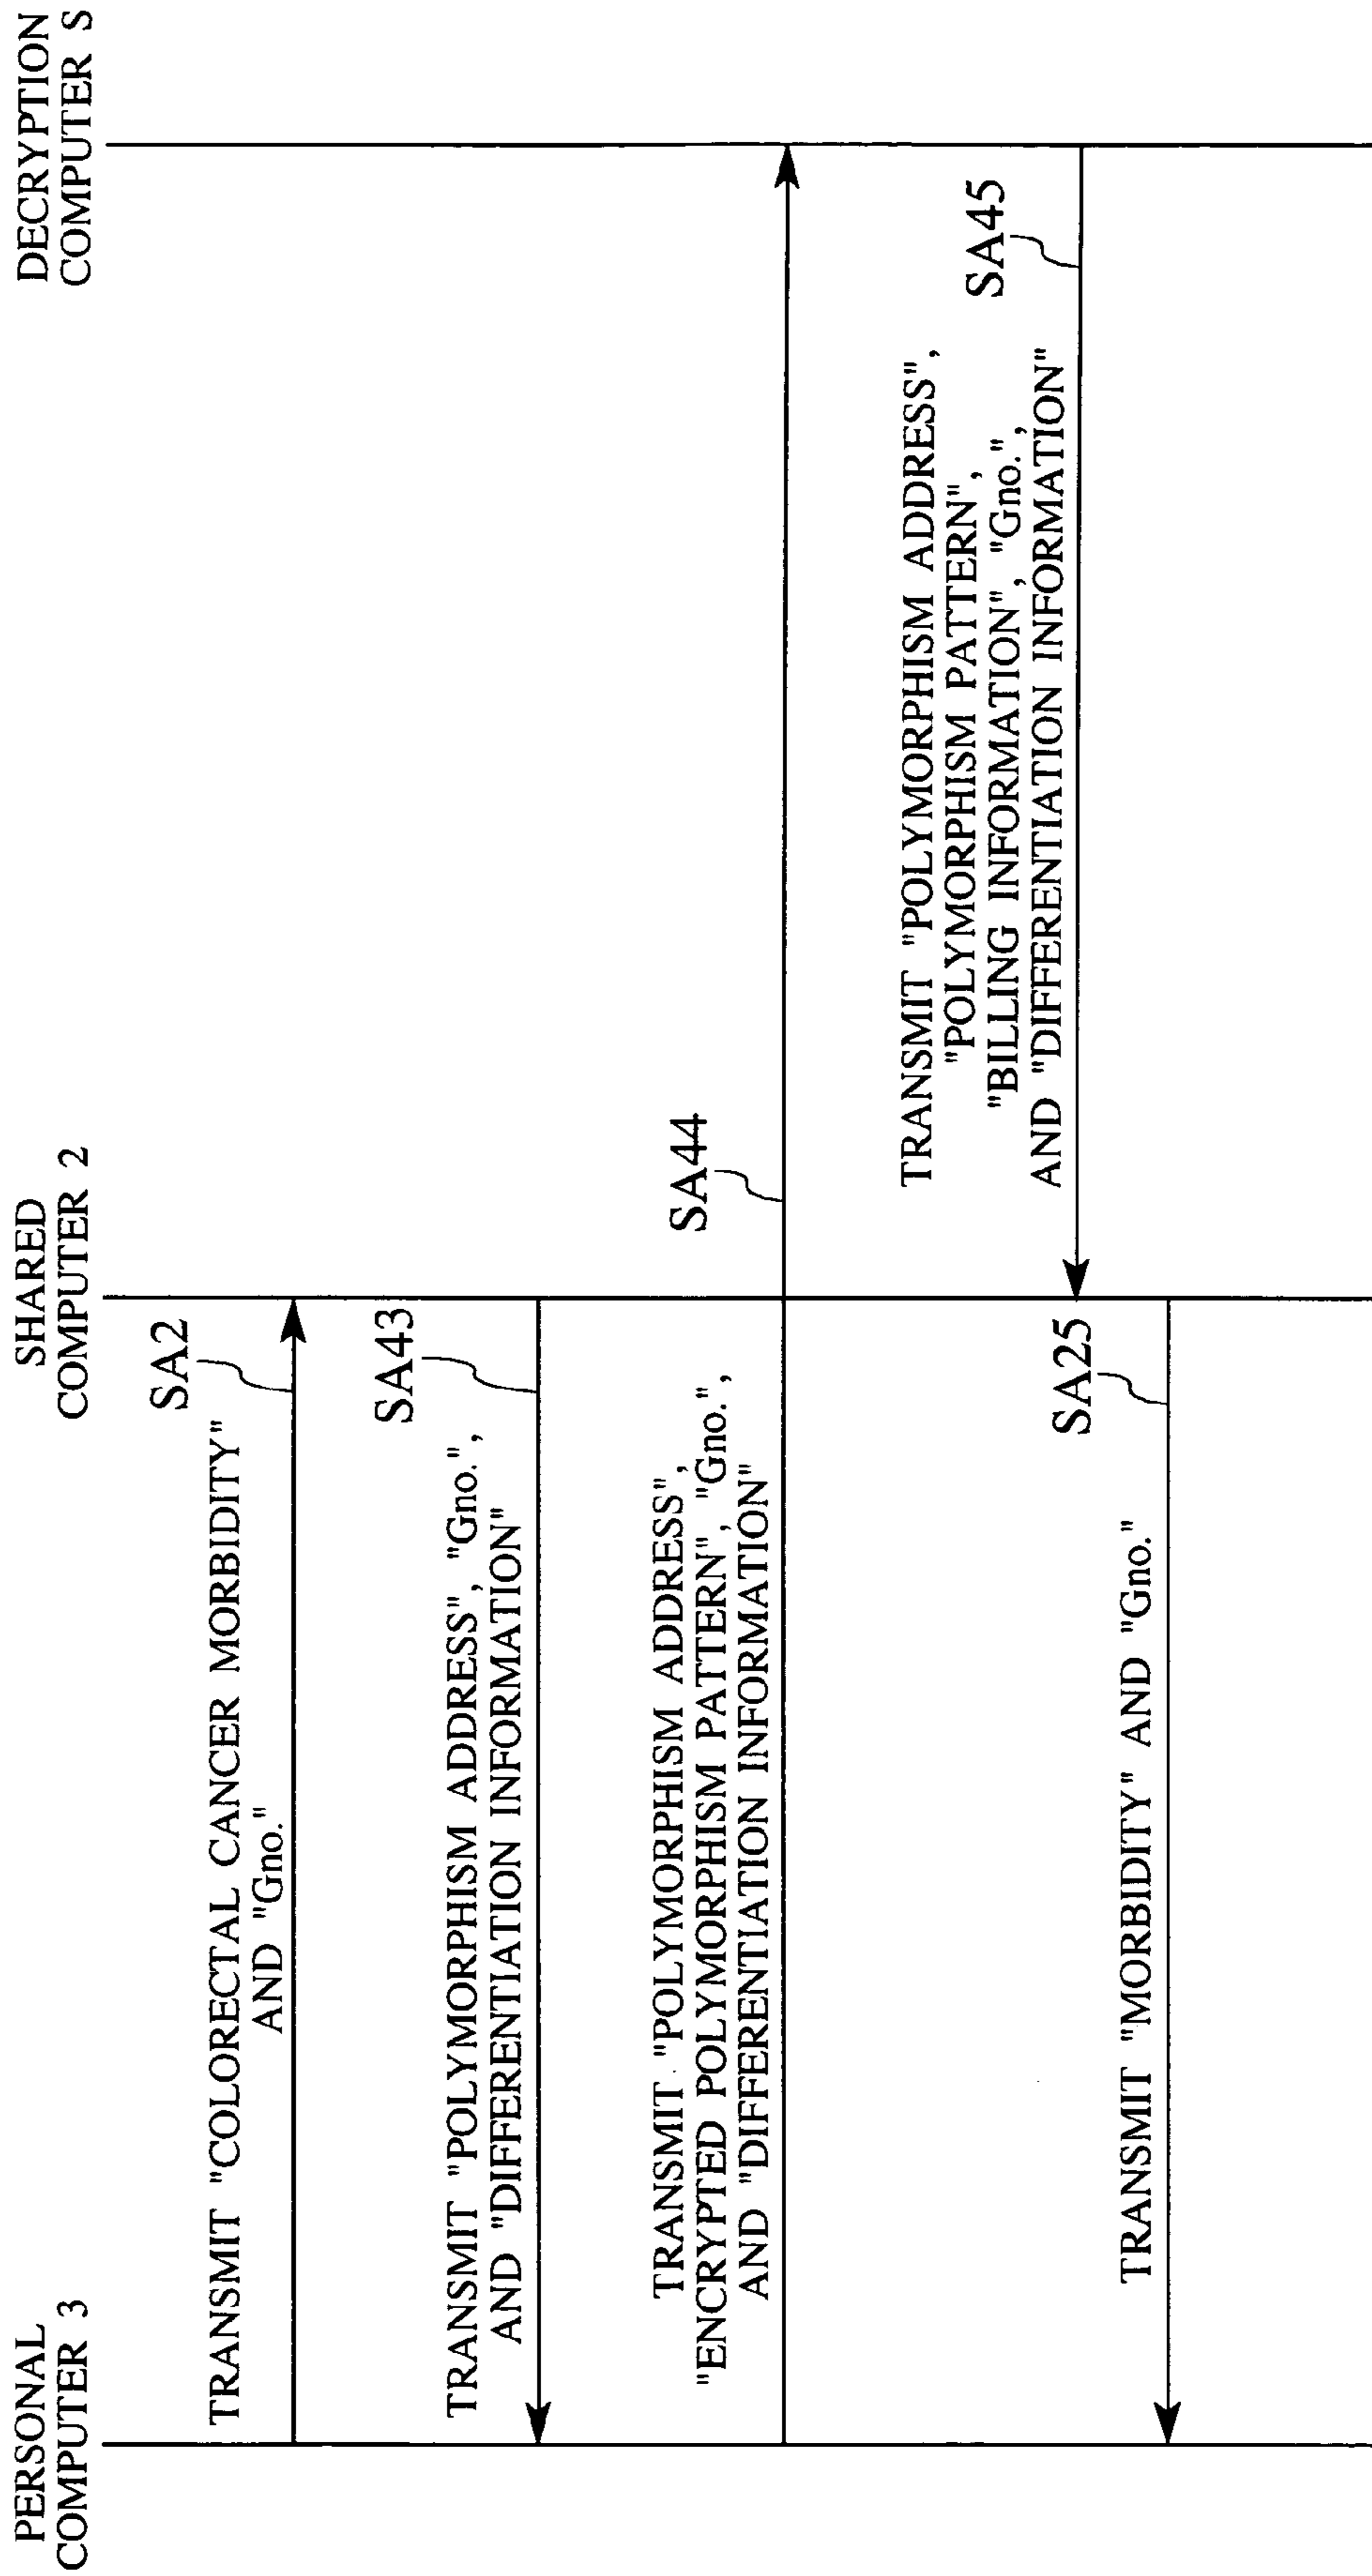 PERSONAL
COMPUTER 3
SHARED
COMPUTER 2
DECRYPTION
COMPUTER S
TRANSMIT "COLORECTAL CANCER MORBIDITY"
AND "Gno."
SA2
TRANSMIT "POLYMORPHISM ADDRESS", "Gno.",
AND "DIFFERENTIATION INFORMATION"
SA43
TRANSMIT "POLYMORPHISM ADDRESS",
"ENCRYPTED POLYMORPHISM PATTERN", "Gno.",
AND "DIFFERENTIATION INFORMATION"
SA44
TRANSMIT "POLYMORPHISM ADDRESS",
"POLYMORPHISM PATTERN",
"BILLING INFORMATION", "Gno.",
AND "DIFFERENTIATION INFORMATION"
SA45
TRANSMIT "MORBIDITY" AND "Gno."
SA25